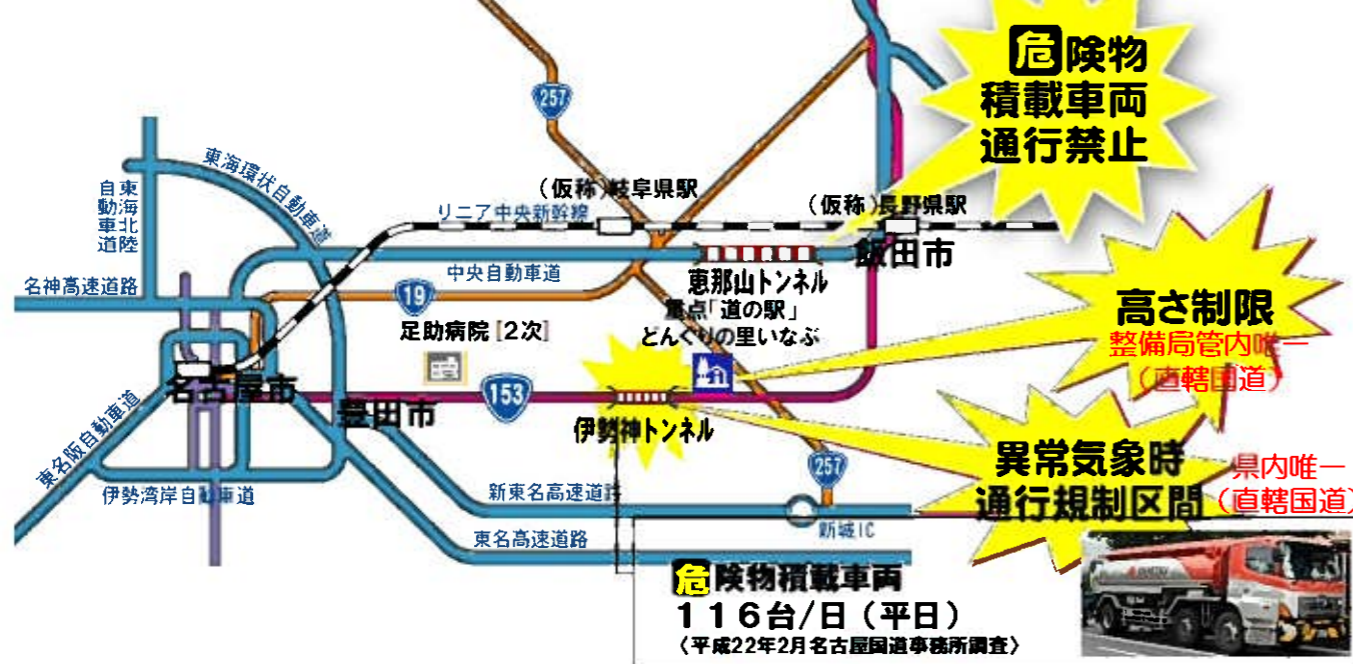 危険物
積載車両
通行禁止
257
東海環状自動車道
東海北陸
自動車道
(仮称)岐阜県駅
(仮称)長野県駅
リニア中央新幹線
飯田市
中央自動車道
恵那山トンネル
名神高速道路
19
重点「道の駅」
どんぐりの里いなぶ
足助病院[2次]
高さ制限
整備局管内唯一
(直轄国道)
名古屋市
153
豊田市
伊勢神トンネル
東名阪自動車道
異常気象時
通行規制区間
県内唯一
(直轄国道)
257
伊勢湾岸自動車道
新東名高速道路
新城IC
東名高速道路
危険物積載車両
116台/日(平日)
〈平成22年2月名古屋国道事務所調査〉